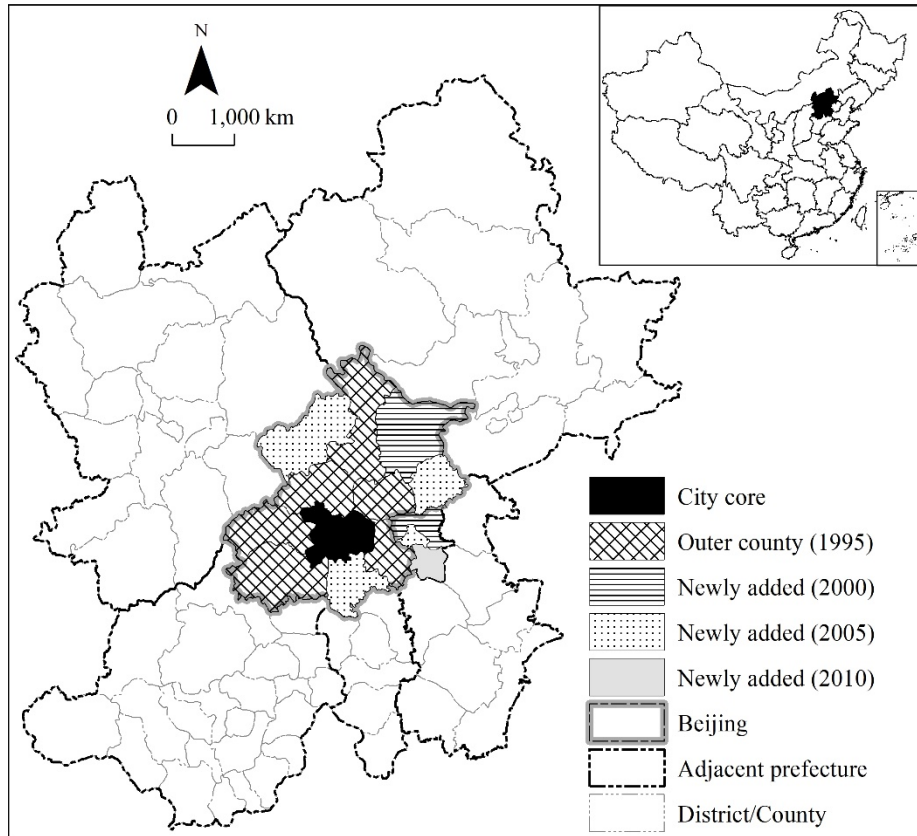 N
0 1,000 km
City core
Outer county (1995)
Newly added (2000)
Newly added (2005)
Newly added (2010)
Beijing
Adjacent prefecture
District/County